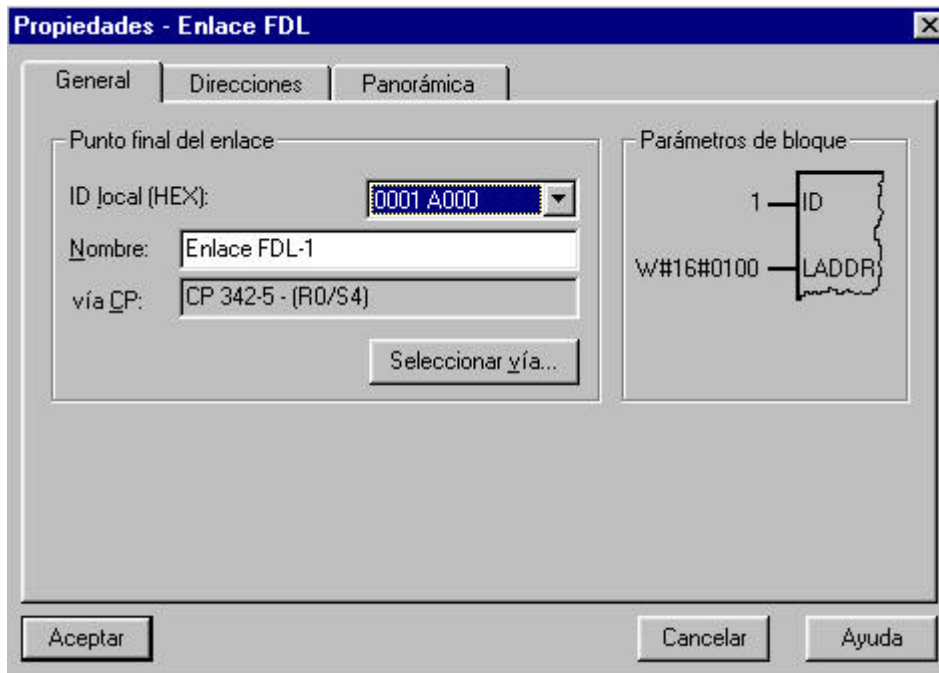 Propiedades - Enlace FDL
General Direcciones Panorámica
Punto final del enlace
ID local (HEX): 0001 A000
Nombre: Enlace FDL-1
vía CP: CP 342-5 - (R0/S4)
Seleccionar vía...
Parámetros de bloque
1 ID
W#16#0100 LADDR
Aceptar Cancelar Ayuda